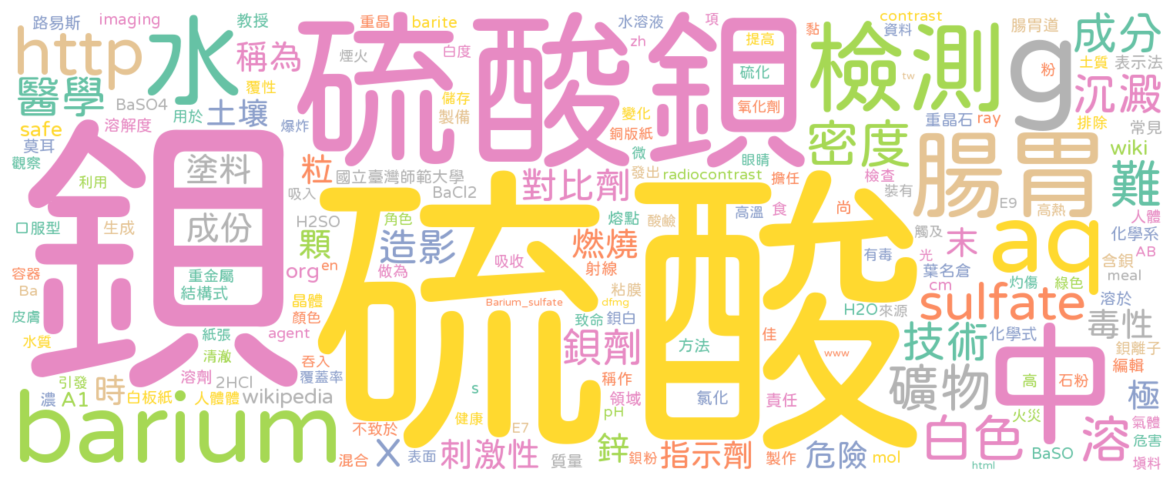 路易斯 imaging 教授 重晶 barite 水溶液 項 黏 contrast 腸胃道
http 水 稱為 煙火 白度 硫酸鋇 zh 提高 資料 成分
醫學 覆性 儲存 硫化 檢測 g 土質 表示法
BaSO4 土壤 製備 變化 氧化劑 tw 粉 沉澱
safe 溶解度 用於 爆炸 銅版紙 重晶石 ray 排除 常見
莫耳 微 眼睛 密度 wiki
觀察 利用 塗料 粒 國立臺灣師範大學 對比劑 發出 radiocontrast 擔任 檢查 腸胃 難
鋇 吸入 BaCl2 裝有 E9 高熱
口服型 生成 成份 H2SO 角色 熔點 酸鹼 高溫 食 尚 人體
顆 造影 燃燒 硫酸 觸及 末 aq 化學系
容器 重金屬 org en 做為 吸收 射線 有毒 光 葉名倉 含鋇 AB
Ba 結構式 晶體 粘膜 cm 灼傷 綠色 meal
皮膚 顏色 Barium_sulfate dfmg H2O 來源 sulfate 溶於
水質 紙張 agent 致命 鋇白 化學式 毒性
清澈 吞入 鋇劑 方法 技術 中 鋇離子
引發 溶劑 2HCl 覆蓋率 www 高 石粉 編輯
濃 A1 時 白板紙 人體體 wikipedia s 稱作 氯化 佳 礦物 極
barium 健康 領域 責任 火災 氣體
不致於 E7 pH 白色 溶
X 刺激性 鋅 指示劑 危險 BaSO 危害
混合 表面 質量 鋇粉 製作 mol html 塡料